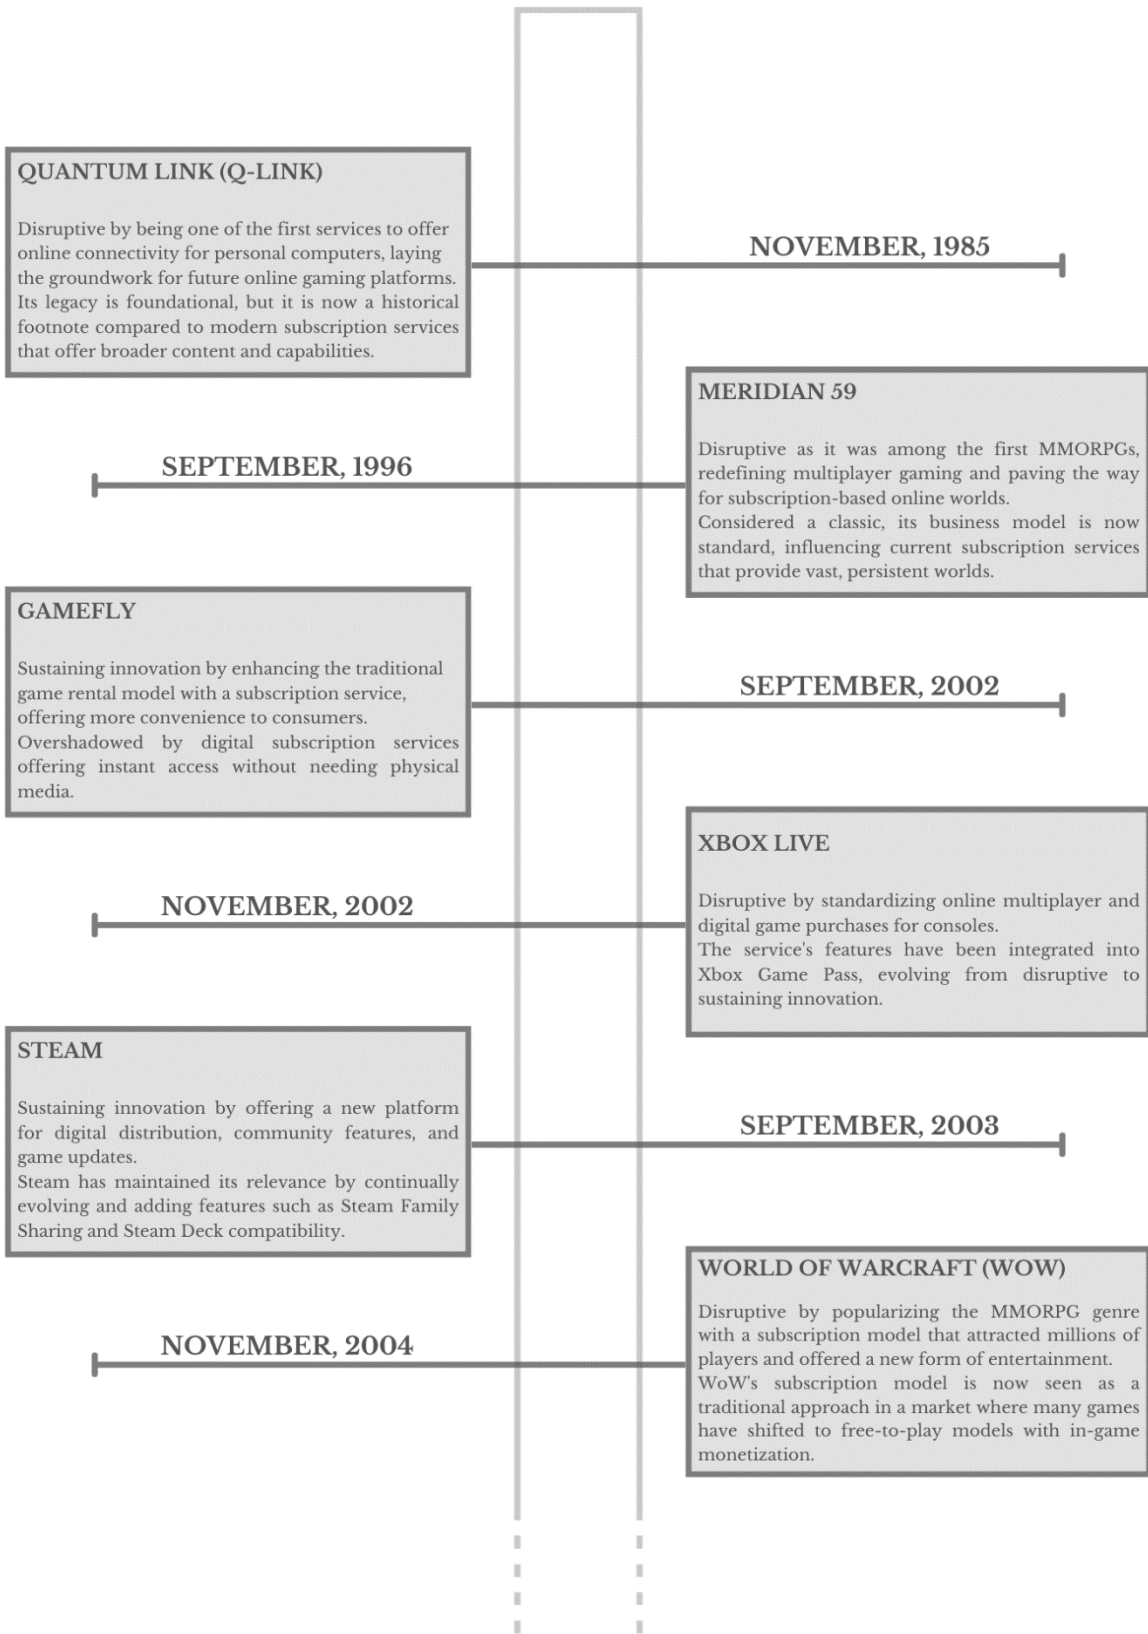 QUANTUM LINK (Q-LINK)
Disruptive by being one of the first services to offer
online connectivity for personal computers, laying
the groundwork for future online gaming platforms.
Its legacy is foundational, but it is now a historical
footnote compared to modern subscription services
that offer broader content and capabilities.
NOVEMBER, 1985
MERIDIAN 59
Disruptive as it was among the first MMORPGs,
redefining multiplayer gaming and paving the way
for subscription-based online worlds.
Considered a classic, its business model is now
standard, influencing current subscription services
that provide vast, persistent worlds.
SEPTEMBER, 1996
GAMEFLY
Sustaining innovation by enhancing the traditional
game rental model with a subscription service,
offering more convenience to consumers.
Overshadowed by digital subscription services
offering instant access without needing physical
media.
SEPTEMBER, 2002
XBOX LIVE
Disruptive by standardizing online multiplayer and
digital game purchases for consoles.
The service's features have been integrated into
Xbox Game Pass, evolving from disruptive to
sustaining innovation.
NOVEMBER, 2002
STEAM
Sustaining innovation by offering a new platform
for digital distribution, community features, and
game updates.
Steam has maintained its relevance by continually
evolving and adding features such as Steam Family
Sharing and Steam Deck compatibility.
SEPTEMBER, 2003
WORLD OF WARCRAFT (WOW)
Disruptive by popularizing the MMORPG genre
with a subscription model that attracted millions of
players and offered a new form of entertainment.
WoW's subscription model is now seen as a
traditional approach in a market where many games
have shifted to free-to-play models with in-game
monetization.
NOVEMBER, 2004